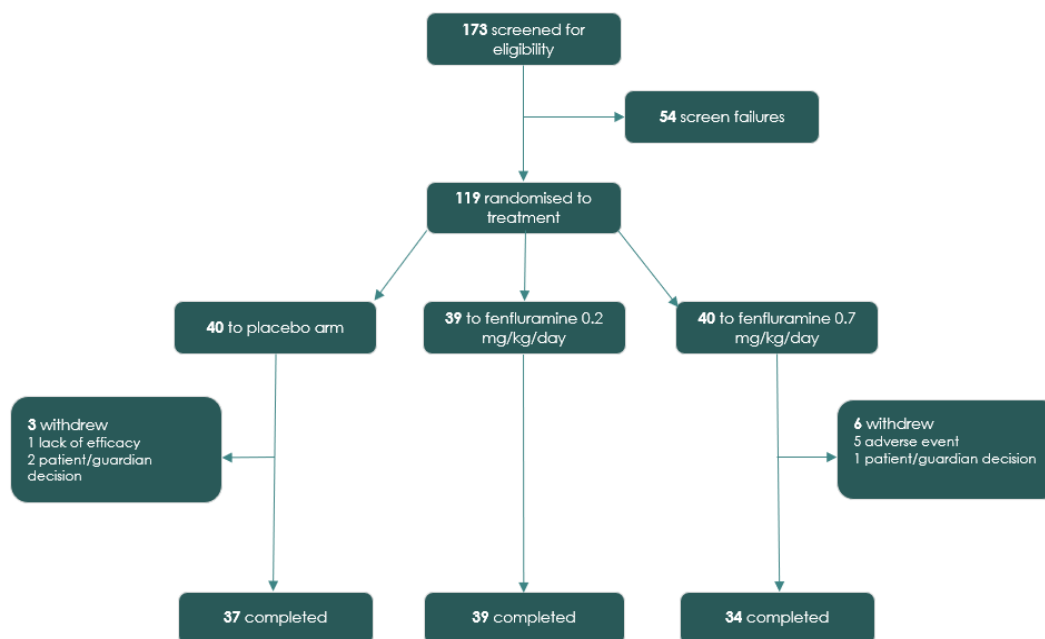 173 screened for
eligibility
54 screen failures
119 randomised to
treatment
40 to placebo arm
39 to fenfluramine 0.2
mg/kg/day
40 to fenfluramine 0.7
mg/kg/day
3 withdrew
1 lack of efficacy
2 patient/guardian
decision
6 withdrew
5 adverse event
1 patient/guardian decision
37 completed
39 completed
34 completed